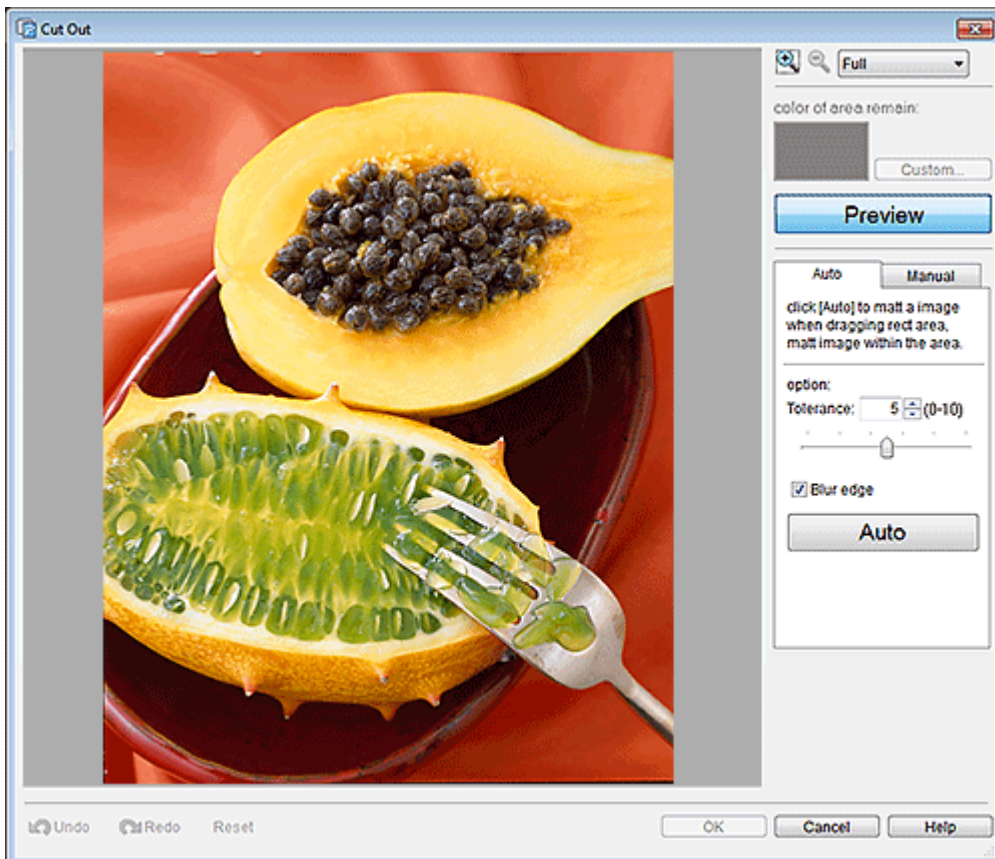 Cut Out
Full
color of area remain:
Custom...
Preview
Auto
Manual
click [Auto] to matt a image
when dragging rect area,
matt image within the area.
option:
Tolerance: 5 (0-10)
Blur edge
Auto
Undo
Redo
Reset
OK
Cancel
Help